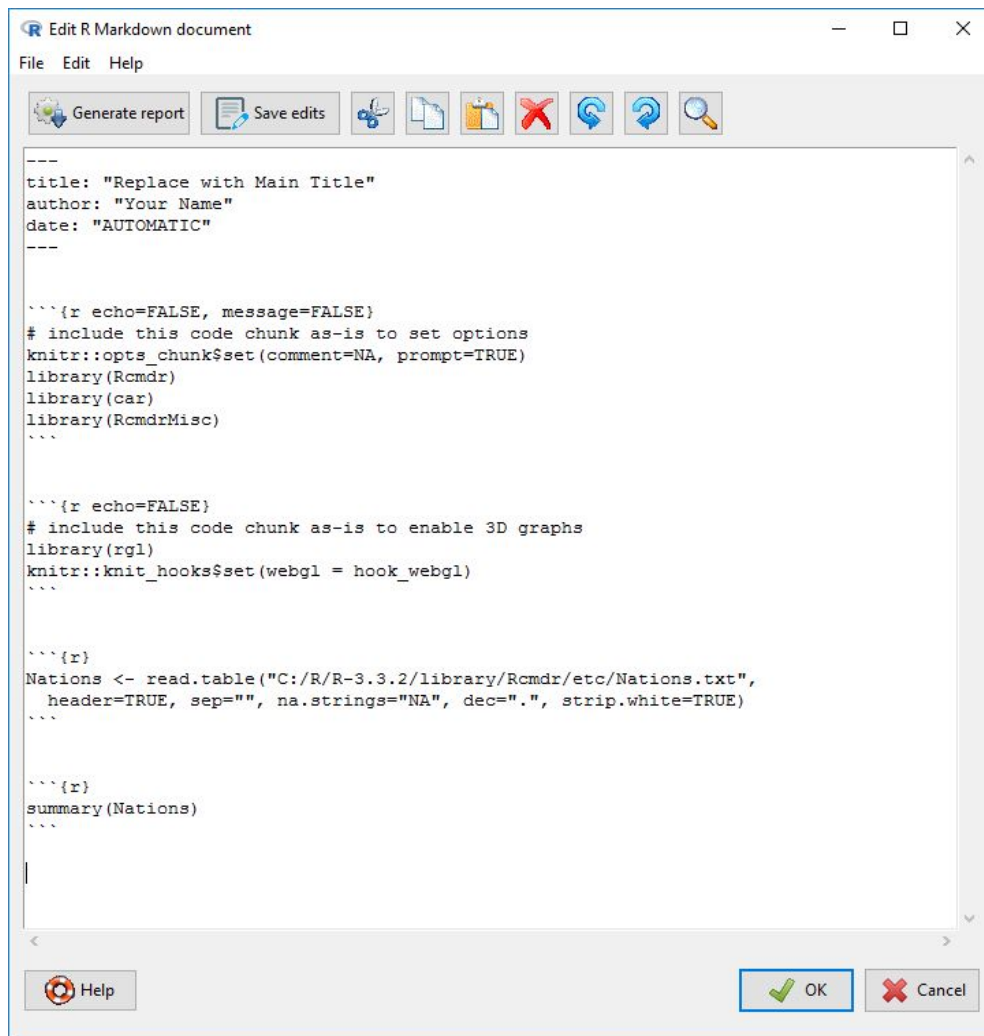 Edit R Markdown document
File Edit Help
Generate report Save edits
---
title: "Replace with Main Title"
author: "Your Name"
date: "AUTOMATIC"
---
```{r echo=FALSE, message=FALSE}
# include this code chunk as-is to set options
knitr::opts_chunk$set(comment=NA, prompt=TRUE)
library(Rcmdr)
library(car)
library(RcmdrMisc)
```
```{r echo=FALSE}
# include this code chunk as-is to enable 3D graphs
library(rgl)
knitr::knit_hooks$set(webgl = hook_webgl)
```
```{r}
Nations <- read.table("C:/R/R-3.3.2/library/Rcmdr/etc/Nations.txt",
  header=TRUE, sep="", na.strings="NA", dec=".", strip.white=TRUE)
```
```{r}
summary(Nations)
```
Help OK Cancel